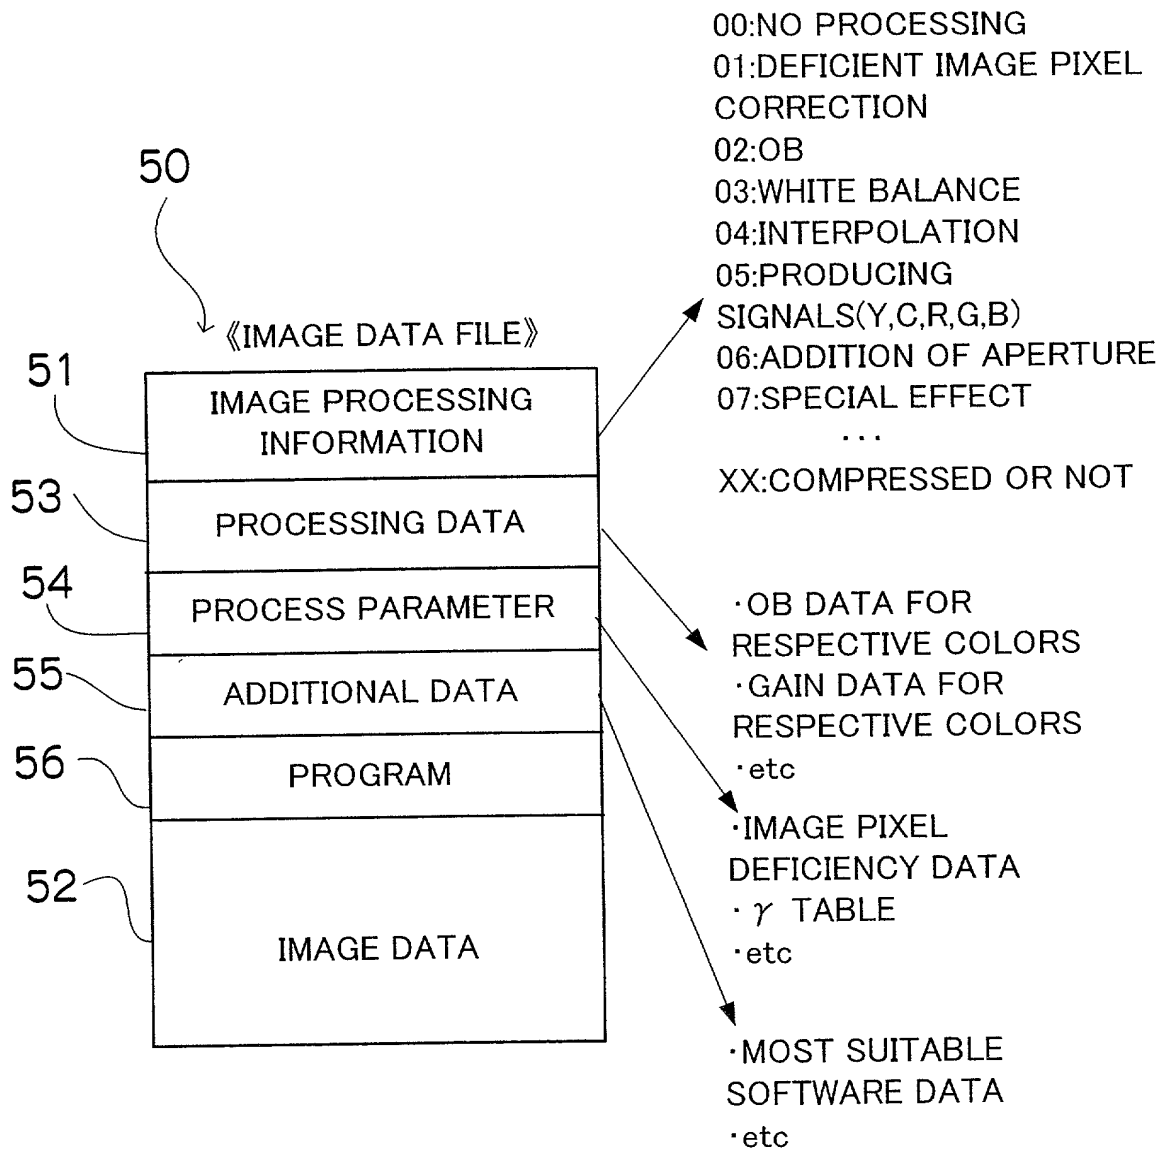 00:NO PROCESSING
01:DEFICIENT IMAGE PIXEL
CORRECTION
02:OB
03:WHITE BALANCE
04:INTERPOLATION
05:PRODUCING
SIGNALS(Y,C,R,G,B)
06:ADDITION OF APERTURE
07:SPECIAL EFFECT
···
XX:COMPRESSED OR NOT
50
《IMAGE DATA FILE》
51
IMAGE PROCESSING
INFORMATION
53
PROCESSING DATA
54
PROCESS PARAMETER
55
ADDITIONAL DATA
56
PROGRAM
52
IMAGE DATA
·OB DATA FOR
RESPECTIVE COLORS
·GAIN DATA FOR
RESPECTIVE COLORS
·etc
·IMAGE PIXEL
DEFICIENCY DATA
·γ TABLE
·etc
·MOST SUITABLE
SOFTWARE DATA
·etc